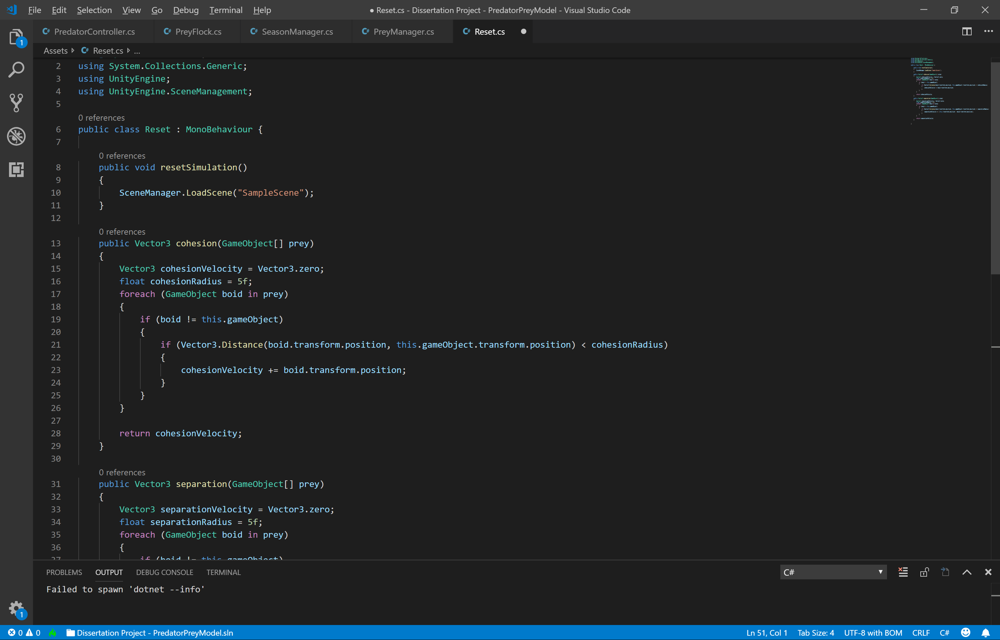 File Edit Selection View Go Debug Terminal Help
● Reset.cs - Dissertation Project - PredatorPreyModel - Visual Studio Code
PredatorController.cs PreyFlock.cs SeasonManager.cs PreyManager.cs Reset.cs
1
Assets Reset.cs ...
2 using System.Collections.Generic;
3 using UnityEngine;
4 using UnityEngine.SceneManagement;
5
0 references
6 public class Reset : MonoBehaviour {
7
0 references
8 public void resetSimulation()
9 {
10 SceneManager.LoadScene("SampleScene");
11 }
12
0 references
13 public Vector3 cohesion(GameObject[] prey)
14 {
15 Vector3 cohesionVelocity = Vector3.zero;
16 float cohesionRadius = 5f;
17 foreach (GameObject boid in prey)
18 {
19 if (boid != this.gameObject)
20 {
21 if (Vector3.Distance(boid.transform.position, this.gameObject.transform.position) < cohesionRadius)
22 {
23 cohesionVelocity += boid.transform.position;
24 }
25 }
26 }
27
28 return cohesionVelocity;
29 }
30
0 references
31 public Vector3 separation(GameObject[] prey)
32 {
33 Vector3 separationVelocity = Vector3.zero;
34 float separationRadius = 5f;
35 foreach (GameObject boid in prey)
36 {
37 if (boid != this.gameObject)
PROBLEMS OUTPUT DEBUG CONSOLE TERMINAL
C#
Failed to spawn 'dotnet --info'
1
0 0 Dissertation Project - PredatorPreyModel.sln
Ln 51, Col 1 Tab Size: 4 UTF-8 with BOM CRLF C#